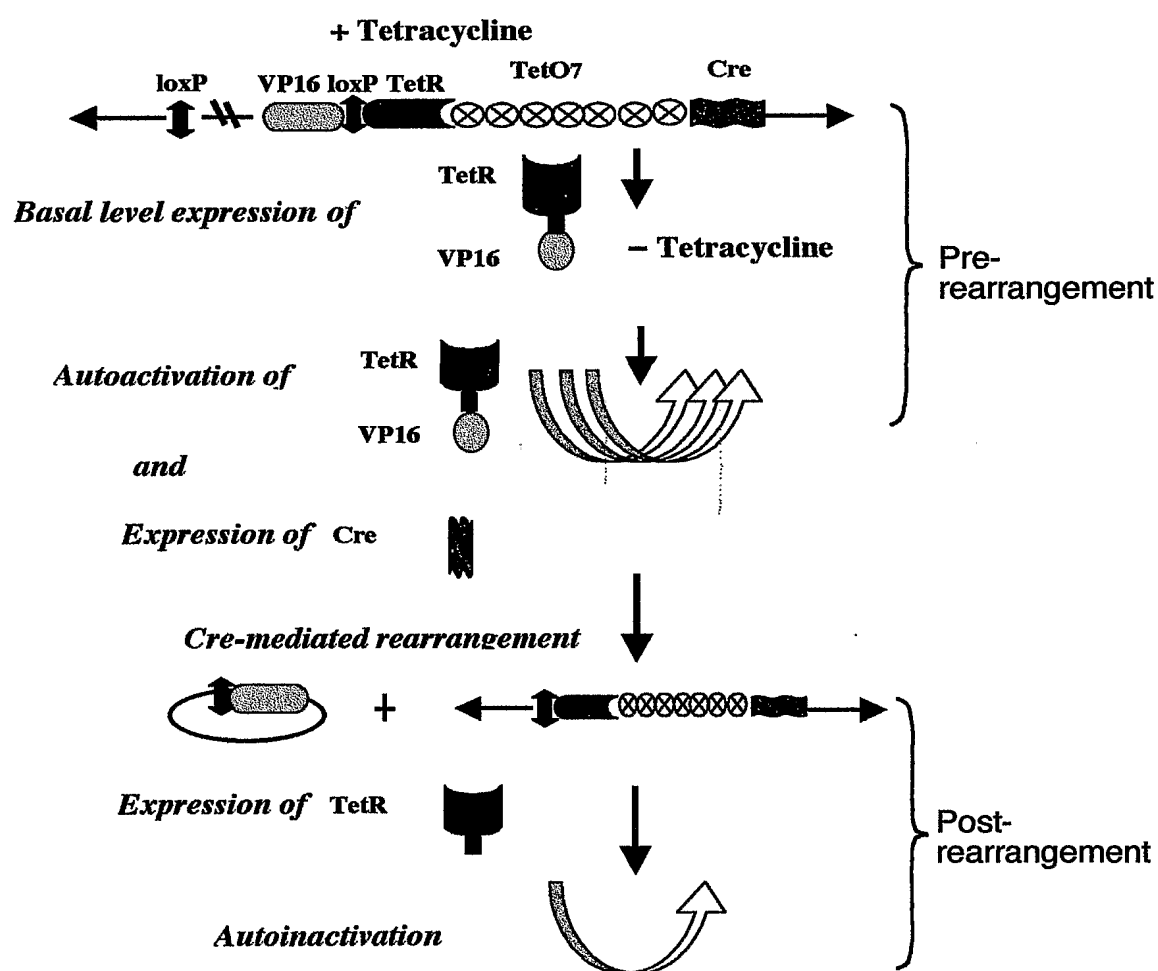 + Tetracycline
loxP VP16 loxP TetR TetO7 Cre
TetR
Basal level expression of
VP16
– Tetracycline
Pre-
rearrangement
TetR
Autoactivation of
VP16
and
Expression of Cre
Cre-mediated rearrangement
+
Expression of TetR
Post-
rearrangement
Autoinactivation